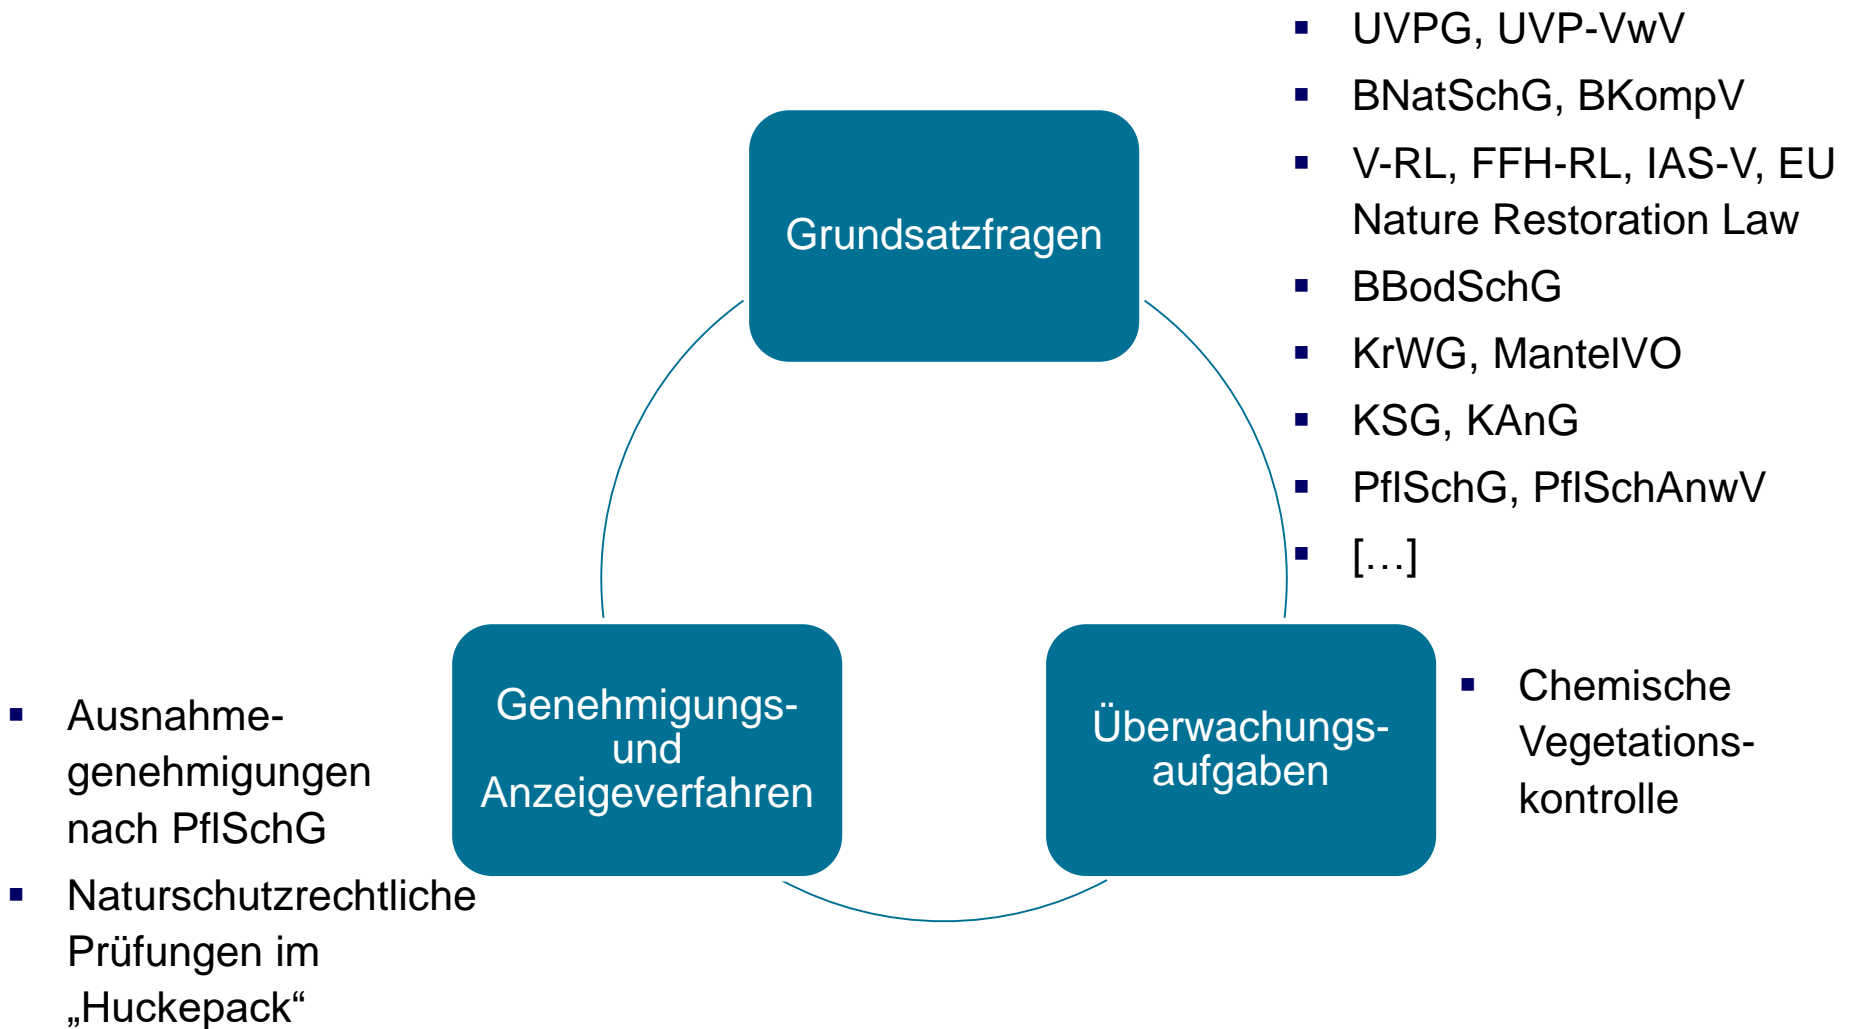 UVPG, UVP-VwV
BNatSchG, BKompV
V-RL, FFH-RL, IAS-V, EU
Nature Restoration Law
BBodSchG
KrWG, MantelVO
KSG, KAnG
PflSchG, PflSchAnwV
[…]
Grundsatzfragen
Genehmigungs-
und
Anzeigeverfahren
Ausnahme-
genehmigungen
nach PflSchG
Naturschutzrechtliche
Prüfungen im
„Huckepack“
Überwachungs-
aufgaben
Chemische
Vegetations-
kontrolle